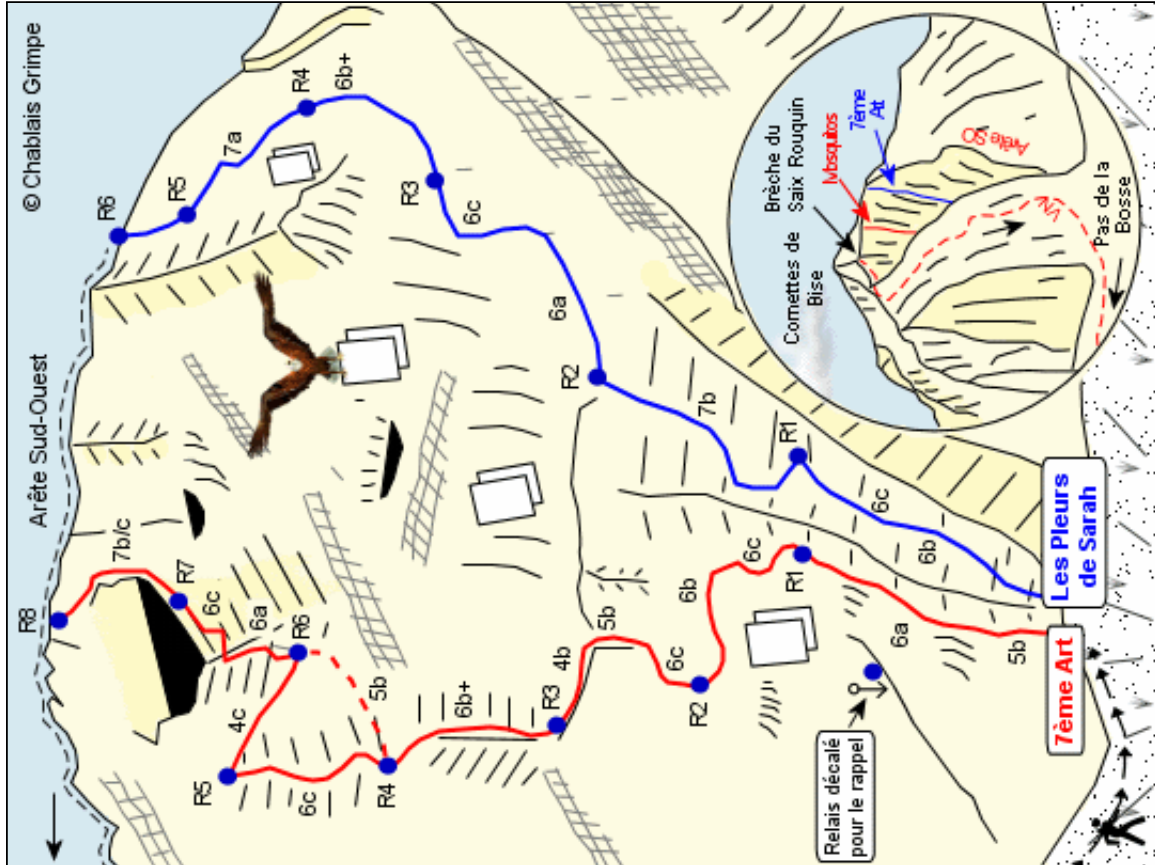 © Chablais Grimpe
Arête Sud-Ouest
R8
7b/c
R7
6c
6a
R6
4c
R5
5b
6c
R4
6b+
R3
4b
5b
6c
R2
6b
6c
R1
6a
5b
7ème Art
Relais décalé
pour le rappel
R6
R5
7a
R4
6b+
R3
6c
6a
R2
7b
R1
6c
6b
Les Pleurs
de Sarah
Brèche du
Saix Rouquin
Cornettes de
Bise
Mosquitos
7ème
At
Arête SO
VN
Pas de la
Bosse